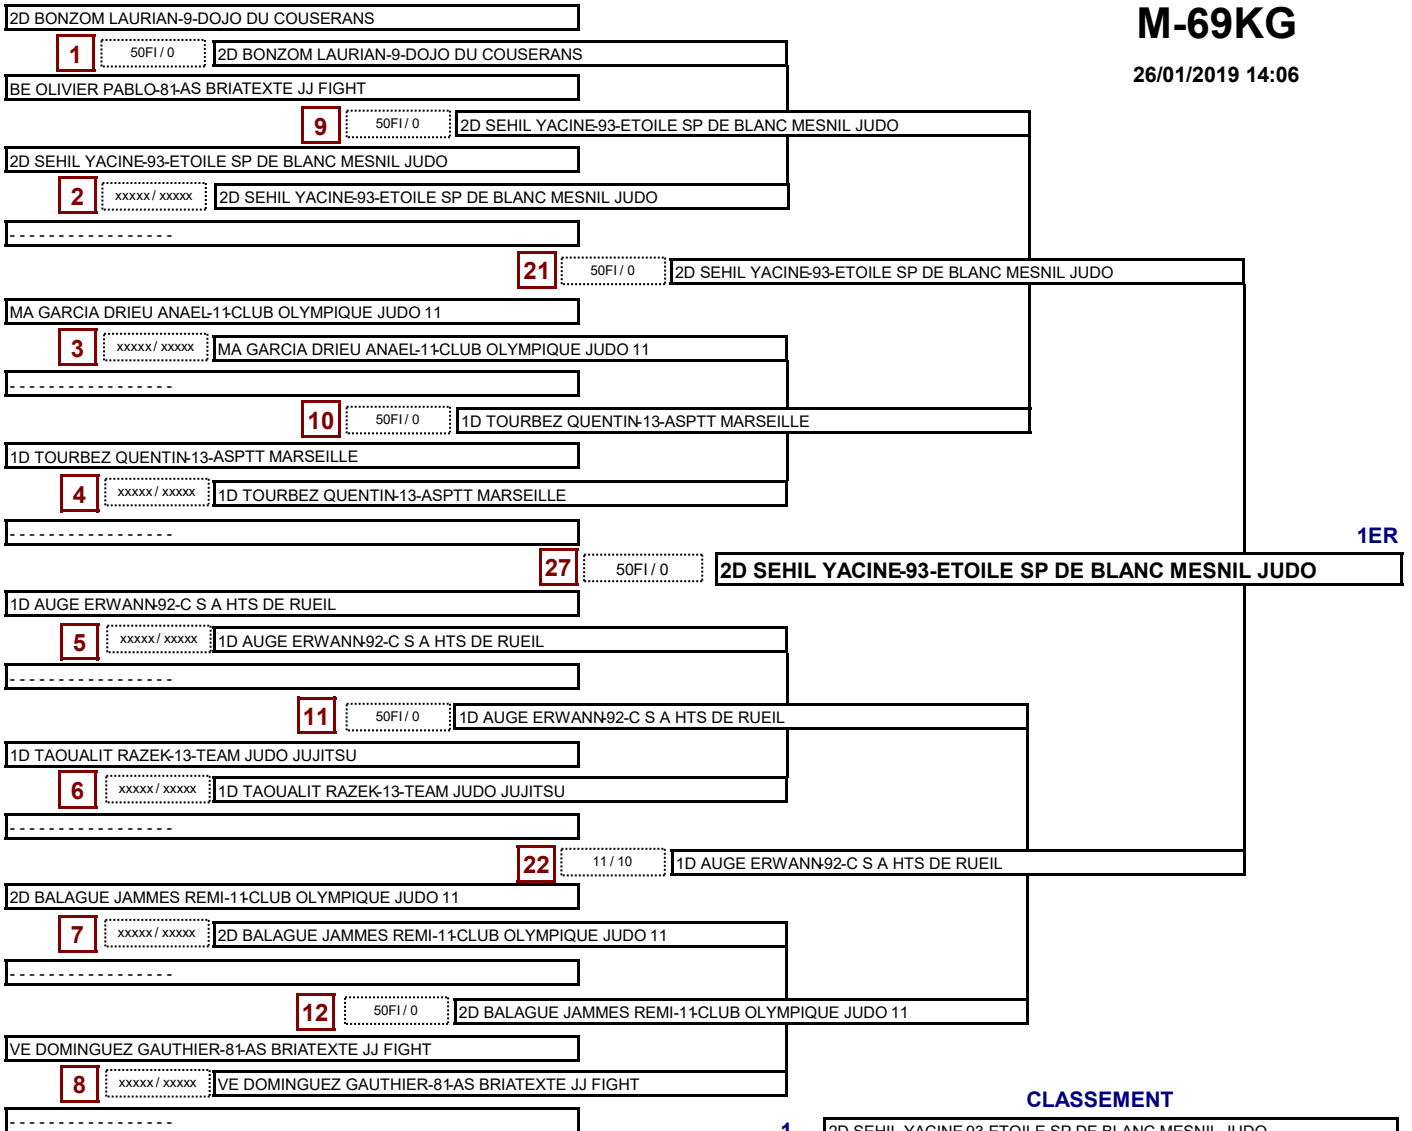 2D BONZOM LAURIAN-9-DOJO DU COUSERANS
M-69KG
1 50FI / 0 2D BONZOM LAURIAN-9-DOJO DU COUSERANS
26/01/2019 14:06
BE OLIVIER PABLO-81-AS BRIATEXTE JJ FIGHT
9 50FI / 0 2D SEHIL YACINE-93-ETOILE SP DE BLANC MESNIL JUDO
2D SEHIL YACINE-93-ETOILE SP DE BLANC MESNIL JUDO
2 xxxxx / xxxxx 2D SEHIL YACINE-93-ETOILE SP DE BLANC MESNIL JUDO
- - - - - - - - - - - - - - - - -
21 50FI / 0 2D SEHIL YACINE-93-ETOILE SP DE BLANC MESNIL JUDO
MA GARCIA DRIEU ANAEL-11-CLUB OLYMPIQUE JUDO 11
3 xxxxx / xxxxx MA GARCIA DRIEU ANAEL-11-CLUB OLYMPIQUE JUDO 11
- - - - - - - - - - - - - - - - -
10 50FI / 0 1D TOURBEZ QUENTIN-13-ASPTT MARSEILLE
1D TOURBEZ QUENTIN-13-ASPTT MARSEILLE
4 xxxxx / xxxxx 1D TOURBEZ QUENTIN-13-ASPTT MARSEILLE
- - - - - - - - - - - - - - - - -
1ER
27 50FI / 0 2D SEHIL YACINE-93-ETOILE SP DE BLANC MESNIL JUDO
1D AUGE ERWANN-92-C S A HTS DE RUEIL
5 xxxxx / xxxxx 1D AUGE ERWANN-92-C S A HTS DE RUEIL
- - - - - - - - - - - - - - - - -
11 50FI / 0 1D AUGE ERWANN-92-C S A HTS DE RUEIL
1D TAOUALIT RAZEK-13-TEAM JUDO JUJITSU
6 xxxxx / xxxxx 1D TAOUALIT RAZEK-13-TEAM JUDO JUJITSU
- - - - - - - - - - - - - - - - -
22 11 / 10 1D AUGE ERWANN-92-C S A HTS DE RUEIL
2D BALAGUE JAMMES REMI-11-CLUB OLYMPIQUE JUDO 11
7 xxxxx / xxxxx 2D BALAGUE JAMMES REMI-11-CLUB OLYMPIQUE JUDO 11
- - - - - - - - - - - - - - - - -
12 50FI / 0 2D BALAGUE JAMMES REMI-11-CLUB OLYMPIQUE JUDO 11
VE DOMINGUEZ GAUTHIER-81-AS BRIATEXTE JJ FIGHT
8 xxxxx / xxxxx VE DOMINGUEZ GAUTHIER-81-AS BRIATEXTE JJ FIGHT
CLASSEMENT
- - - - - - - - - - - - - - - - -
1 2D SEHIL YACINE-93-ETOILE SP DE BLANC MESNIL JUDO